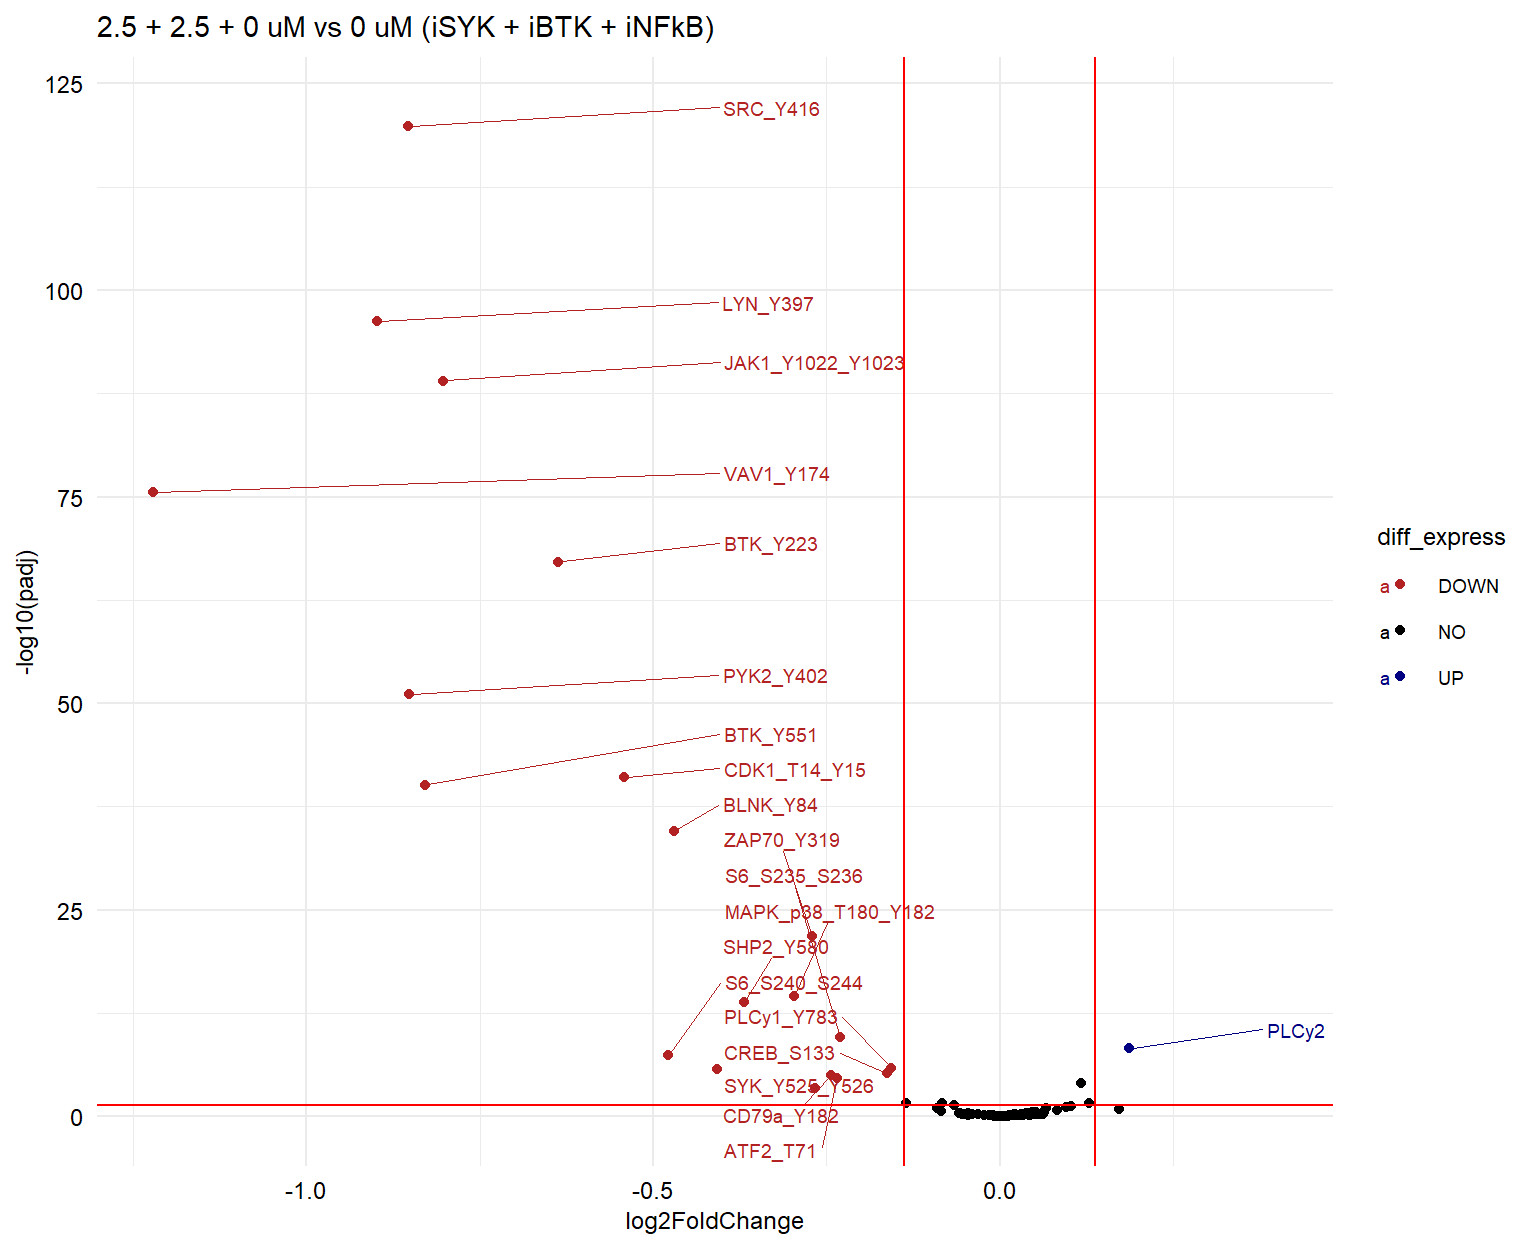 2.5 + 2.5 + 0 uM vs 0 uM (iSYK + iBTK + iNFkB)
125
100
75
50
25
0
-log10(padj)
SRC_Y416
LYN_Y397
JAK1_Y1022_Y1023
VAV1_Y174
BTK_Y223
PYK2_Y402
BTK_Y551
CDK1_T14_Y15
BLNK_Y84
ZAP70_Y319
S6_S235_S236
MAPK_p38_T180_Y182
SHP2_Y580
S6_S240_S244
PLCy1_Y783
CREB_S133
SYK_Y525_Y526
CD79a_Y182
ATF2_T71
PLCy2
-1.0
-0.5
0.0
log2FoldChange
diff_express
a DOWN
a NO
a UP